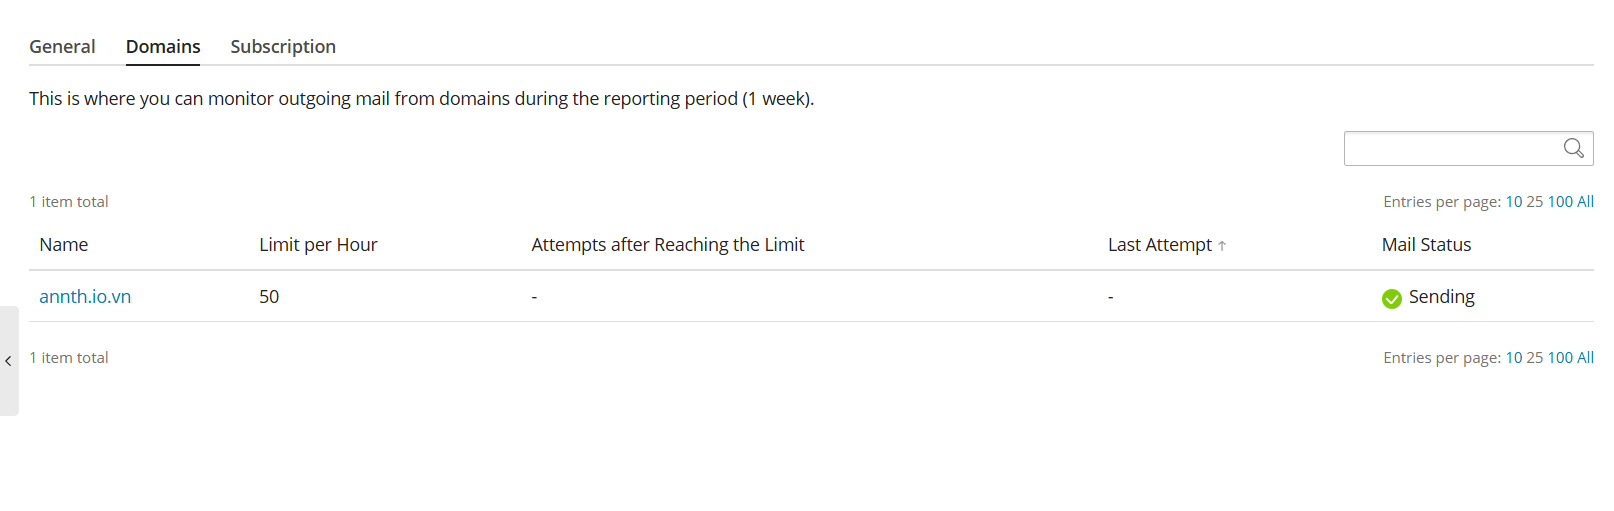 General Domains Subscription
This is where you can monitor outgoing mail from domains during the reporting period (1 week).
1 item total Entries per page: 10 25 100 All
Name Limit per Hour Attempts after Reaching the Limit Last Attempt ↑ Mail Status
annth.io.vn 50 - - Sending
1 item total Entries per page: 10 25 100 All